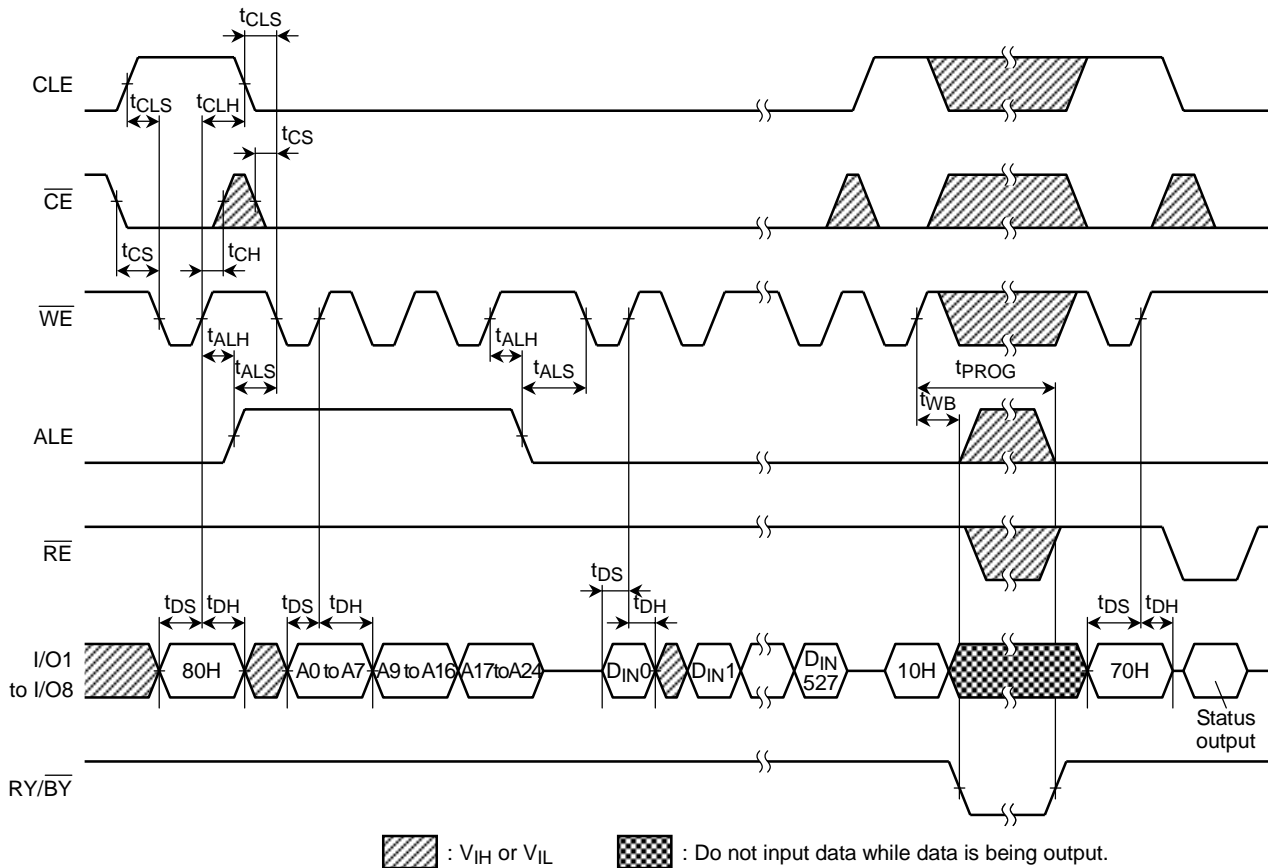 tCLS
CLE
tCLS
tCLH
tCS
CE
tCS
tCH
WE
tALH
tALS
tALH
tALS
tPROG
tWB
ALE
RE
tDS
tDS
tDH
tDS
tDH
tDH
tDS
tDH
I/O1
to I/O8
80H
A0 to A7
A9 to A16
A17 to A24
DIN0
DIN1
DIN
527
10H
70H
Status
output
RY/BY
: VIH or VIL
: Do not input data while data is being output.